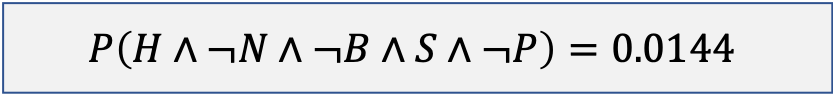 P(H ∧ ¬N ∧ ¬B ∧ S ∧ ¬P) = 0.0144